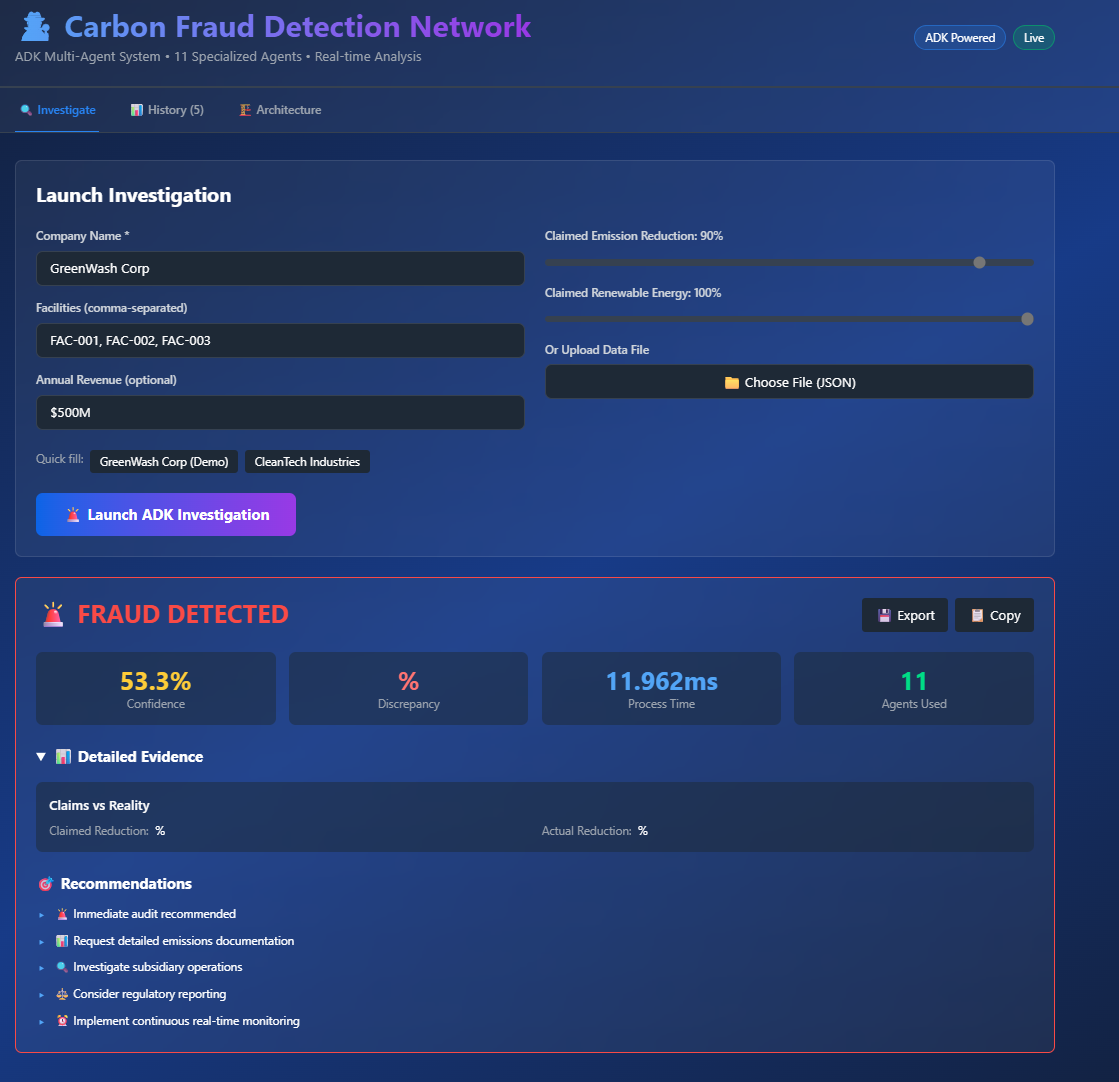 Carbon Fraud Detection Network
ADK Multi-Agent System • 11 Specialized Agents • Real-time Analysis
ADK Powered
Live
Investigate
History (5)
Architecture
Launch Investigation
Company Name *
GreenWash Corp
Facilities (comma-separated)
FAC-001, FAC-002, FAC-003
Annual Revenue (optional)
$500M
Claimed Emission Reduction: 90%
Claimed Renewable Energy: 100%
Or Upload Data File
Choose File (JSON)
Quick fill:
GreenWash Corp (Demo)
CleanTech Industries
Launch ADK Investigation
FRAUD DETECTED
Export
Copy
53.3%
Confidence
%
Discrepancy
11.962ms
Process Time
11
Agents Used
Detailed Evidence
Claims vs Reality
Claimed Reduction: %
Actual Reduction: %
Recommendations
Immediate audit recommended
Request detailed emissions documentation
Investigate subsidiary operations
Consider regulatory reporting
Implement continuous real-time monitoring